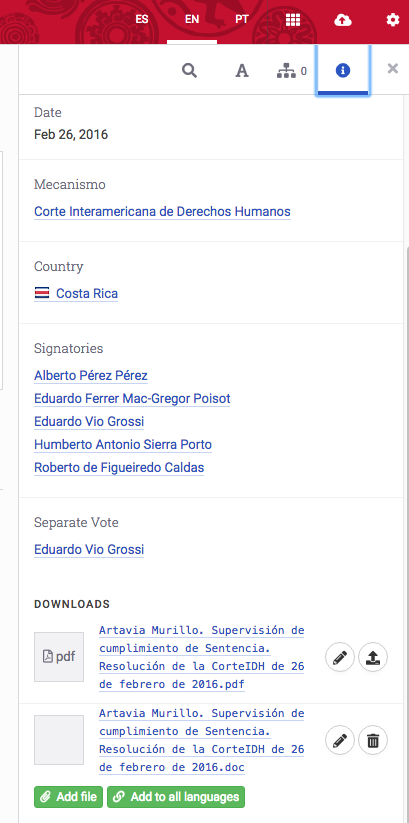 ES EN PT
A 0
Date
Feb 26, 2016
Mecanismo
Corte Interamericana de Derechos Humanos
Country
Costa Rica
Signatories
Alberto Pérez Pérez
Eduardo Ferrer Mac-Gregor Poisot
Eduardo Vio Grossi
Humberto Antonio Sierra Porto
Roberto de Figueiredo Caldas
Separate Vote
Eduardo Vio Grossi
DOWNLOADS
pdf
Artavia Murillo. Supervisión de
cumplimiento de Sentencia.
Resolución de la CorteIDH de 26
de febrero de 2016.pdf
Artavia Murillo. Supervisión de
cumplimiento de Sentencia.
Resolución de la CorteIDH de 26
de febrero de 2016.doc
Add file Add to all languages